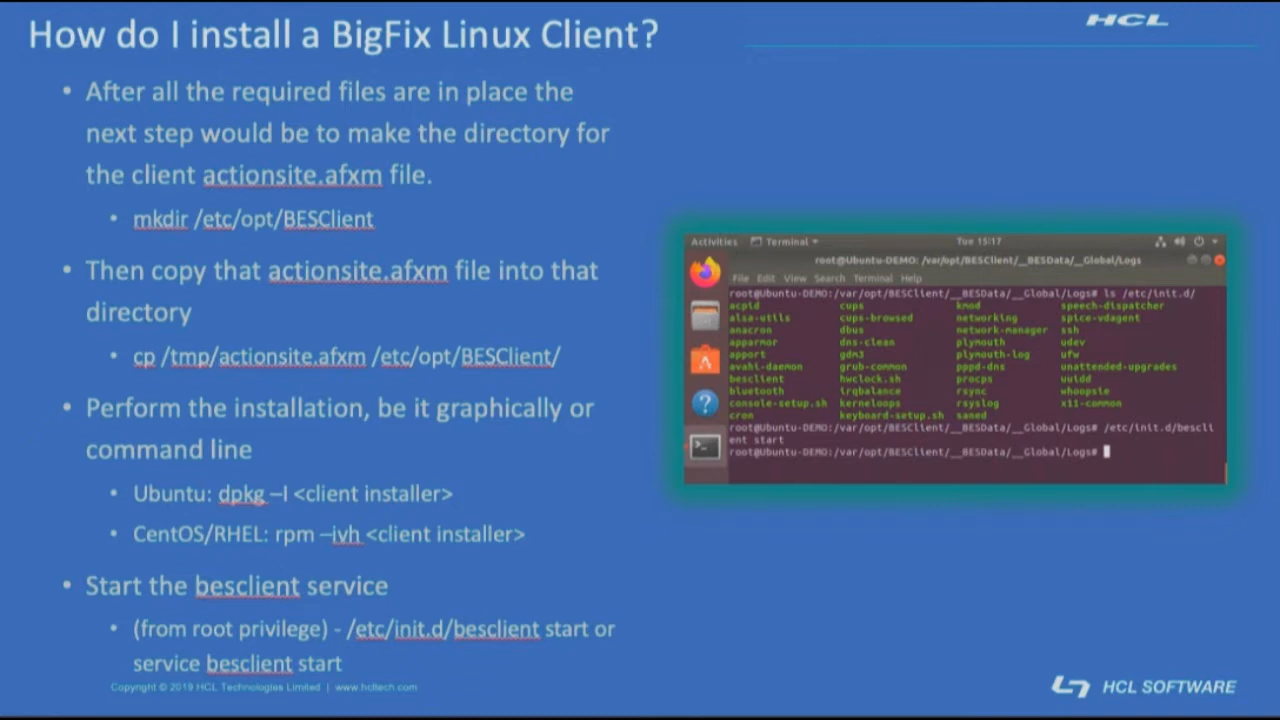 How do I install a BigFix Linux Client?
HCL
• After all the required files are in place the
next step would be to make the directory for
the client actionsite.afxm file.
• mkdir /etc/opt/BESClient
• Then copy that actionsite.afxm file into that
directory
• cp /tmp/actionsite.afxm /etc/opt/BESClient/
• Perform the installation, be it graphically or
command line
• Ubuntu: dpkg –I <client installer>
• CentOS/RHEL: rpm –ivh <client installer>
• Start the besclient service
• (from root privilege) - /etc/init.d/besclient start or
service besclient start
Activities Terminal Tue 15:17
root@Ubuntu-DEMO: /var/opt/BESClient/__BESData/__Global/Logs
File Edit View Search Terminal Help
root@Ubuntu-DEMO:/var/opt/BESClient/__BESData/__Global/Logs# ls /etc/init.d/
acpid cups kmod speech-dispatcher
alsa-utils cups-browsed networking spice-vdagent
anacron dbus network-manager ssh
apparmor dns-clean plymouth udev
apport gdm3 plymouth-log ufw
avahi-daemon grub-common pppd-dns unattended-upgrades
besclient hwclock.sh procps uuidd
bluetooth irqbalance rsync whoopsie
console-setup.sh kerneloops rsyslog x11-common
cron keyboard-setup.sh saned
root@Ubuntu-DEMO:/var/opt/BESClient/__BESData/__Global/Logs# /etc/init.d/bescli
ent start
root@Ubuntu-DEMO:/var/opt/BESClient/__BESData/__Global/Logs#
Copyright © 2019 HCL Technologies Limited | www.hcltech.com
HCL SOFTWARE